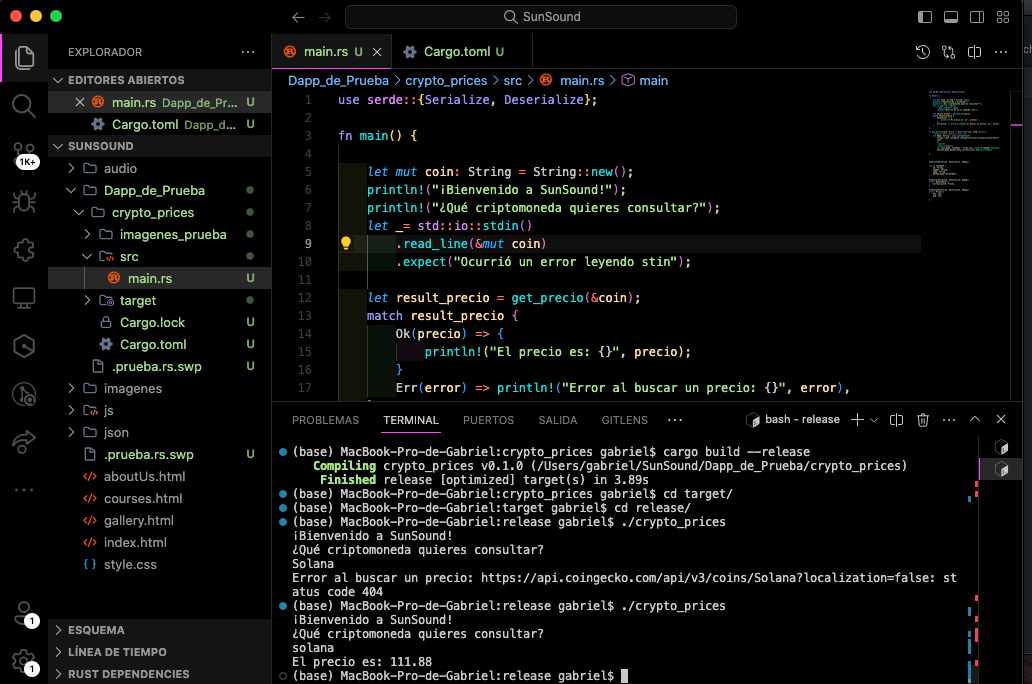 SunSound
EXPLORADOR
EDITORES ABIERTOS
main.rs Dapp_de_Pr... U
Cargo.toml Dapp_d... U
SUNSOUND
audio
Dapp_de_Prueba
crypto_prices
imagenes_prueba
src
main.rs U
target
Cargo.lock U
Cargo.toml U
.prueba.rs.swp U
imagenes
js
json
.prueba.rs.swp U
aboutUs.html
courses.html
gallery.html
index.html
style.css
ESQUEMA
LÍNEA DE TIEMPO
RUST DEPENDENCIES
1K+
1
1
main.rs U
Cargo.toml U
Dapp_de_Prueba > crypto_prices > src > main.rs > main
1 use serde::{Serialize, Deserialize};
2
3 fn main() {
4
5 let mut coin: String = String::new();
6 println!("¡Bienvenido a SunSound!");
7 println!("¿Qué criptomoneda quieres consultar?");
8 let _= std::io::stdin()
9 .read_line(&mut coin)
10 .expect("Ocurrió un error leyendo stin");
11
12 let result_precio = get_precio(&coin);
13 match result_precio {
14 Ok(precio) => {
15 println!("El precio es: {}", precio);
16 }
17 Err(error) => println!("Error al buscar un precio: {}", error),
PROBLEMAS TERMINAL PUERTOS SALIDA GITLENS
bash - release
(base) MacBook-Pro-de-Gabriel:crypto_prices gabriel$ cargo build --release
Compiling crypto_prices v0.1.0 (/Users/gabriel/SunSound/Dapp_de_Prueba/crypto_prices)
Finished release [optimized] target(s) in 3.89s
(base) MacBook-Pro-de-Gabriel:crypto_prices gabriel$ cd target/
(base) MacBook-Pro-de-Gabriel:target gabriel$ cd release/
(base) MacBook-Pro-de-Gabriel:release gabriel$ ./crypto_prices
¡Bienvenido a SunSound!
¿Qué criptomoneda quieres consultar?
Solana
Error al buscar un precio: https://api.coingecko.com/api/v3/coins/Solana?localization=false: st
atus code 404
(base) MacBook-Pro-de-Gabriel:release gabriel$ ./crypto_prices
¡Bienvenido a SunSound!
¿Qué criptomoneda quieres consultar?
solana
El precio es: 111.88
(base) MacBook-Pro-de-Gabriel:release gabriel$